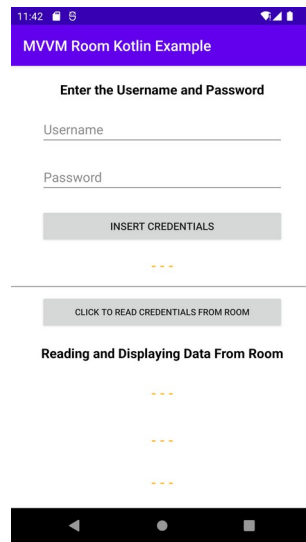 11:42
MVVM Room Kotlin Example
Enter the Username and Password
Username
Password
INSERT CREDENTIALS
- - -
CLICK TO READ CREDENTIALS FROM ROOM
Reading and Displaying Data From Room
- - -
- - -
- - -